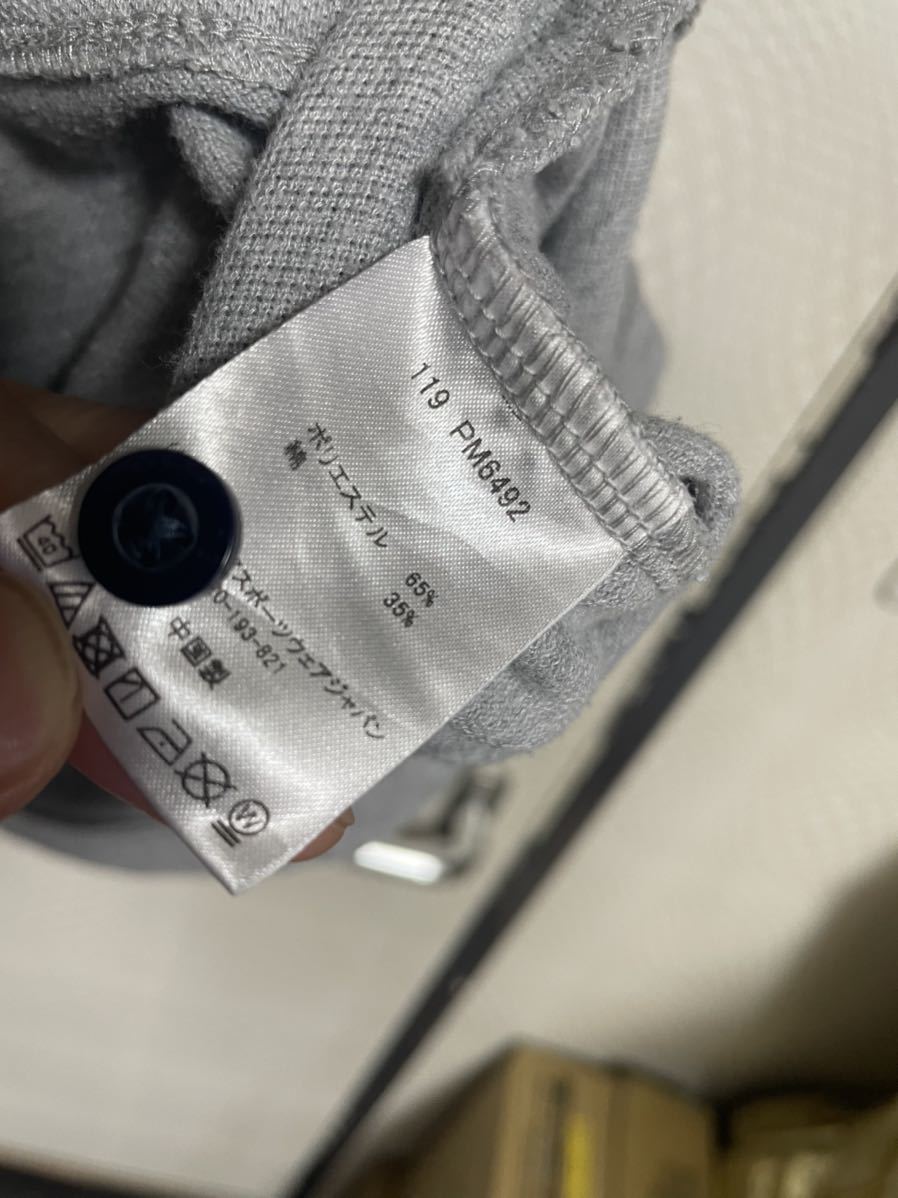 119 PM6492
ポリエステル 65%
綿 35%
スポーツウェアジャパン
0-193-821
中国製
40
W